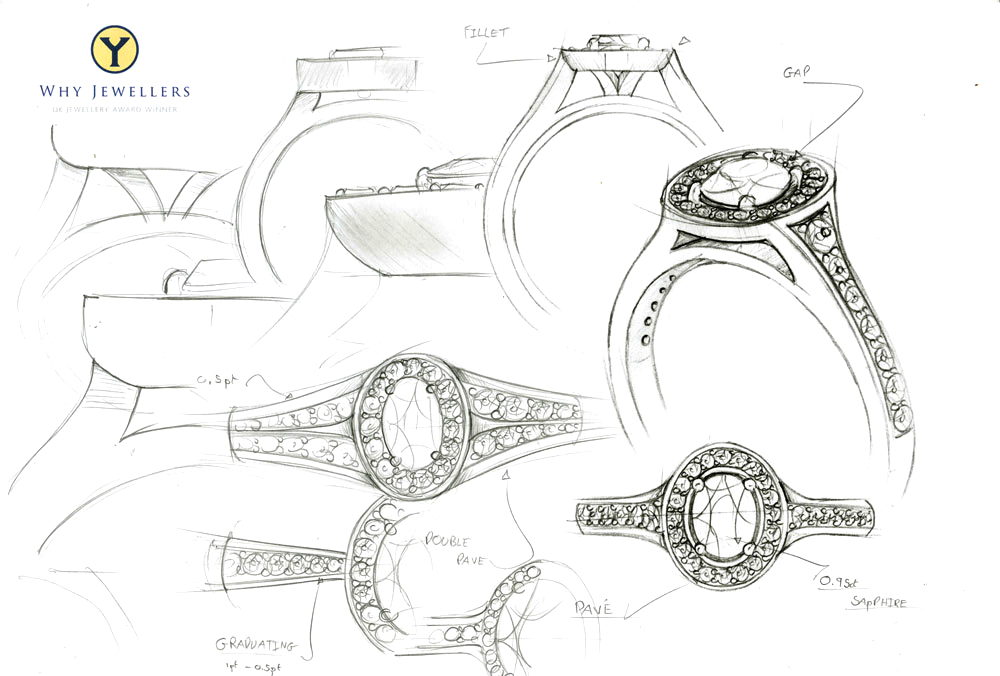 Y
WHY JEWELLERS
UK JEWELLERY AWARD WINNER
FILLET
GAP
0.5pt
DOUBLE
PAVE
GRADUATING
1pt - 0.5pt
PAVÉ
0.95ct
SAPPHIRE